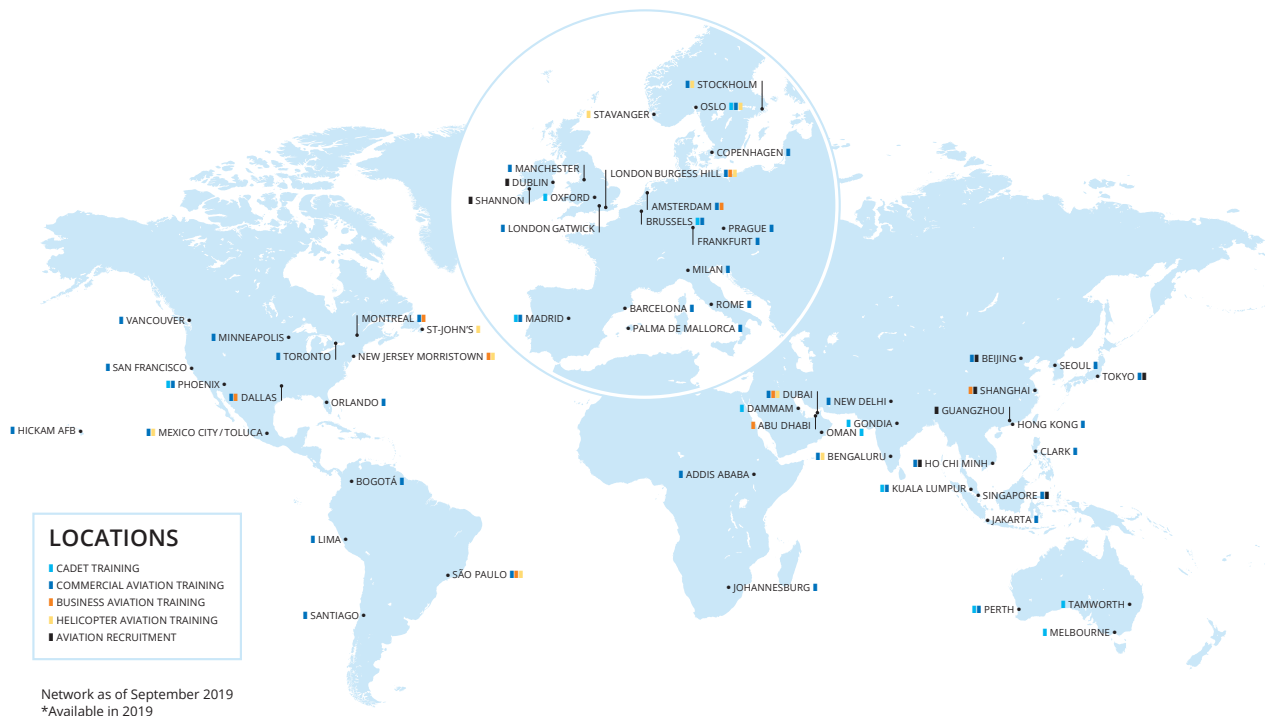 STOCKHOLM
OSLO
STAVANGER
COPENHAGEN
MANCHESTER
LONDON BURGESS HILL
DUBLIN
SHANNON
OXFORD
AMSTERDAM
BRUSSELS
LONDON GATWICK
PRAGUE
FRANKFURT
MILAN
BARCELONA
ROME
MADRID
PALMA DE MALLORCA
VANCOUVER
MONTREAL
ST-JOHN'S
MINNEAPOLIS
TORONTO
NEW JERSEY MORRISTOWN
SAN FRANCISCO
PHOENIX
DALLAS
ORLANDO
HICKAM AFB
MEXICO CITY/TOLUCA
BOGOTÁ
LIMA
SÃO PAULO
SANTIAGO
BEIJING
SEOUL
TOKYO
SHANGHAI
DUBAI
NEW DELHI
DAMMAM
GUANGZHOU
ABU DHABI
GONDIA
OMAN
HONG KONG
BENGALURU
CLARK
HO CHI MINH
ADDIS ABABA
KUALA LUMPUR
SINGAPORE
JAKARTA
JOHANNESBURG
PERTH
TAMWORTH
MELBOURNE
LOCATIONS
CADET TRAINING
COMMERCIAL AVIATION TRAINING
BUSINESS AVIATION TRAINING
HELICOPTER AVIATION TRAINING
AVIATION RECRUITMENT
Network as of September 2019
*Available in 2019